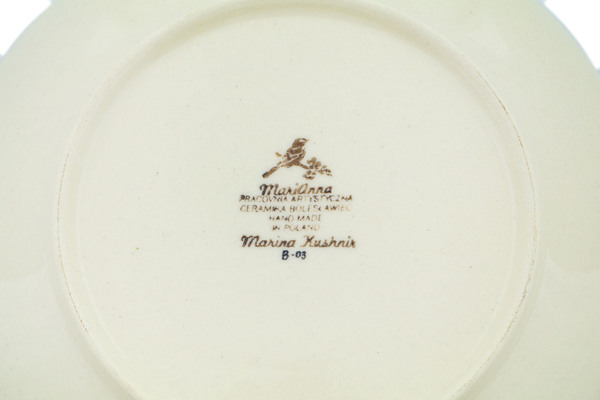 MariAnna
PRACOWNIA ARTYSTYCZNA
CERAMIKA BOLESŁAWIEC
HAND MADE
IN POLAND
Marina Kushnir
B-03